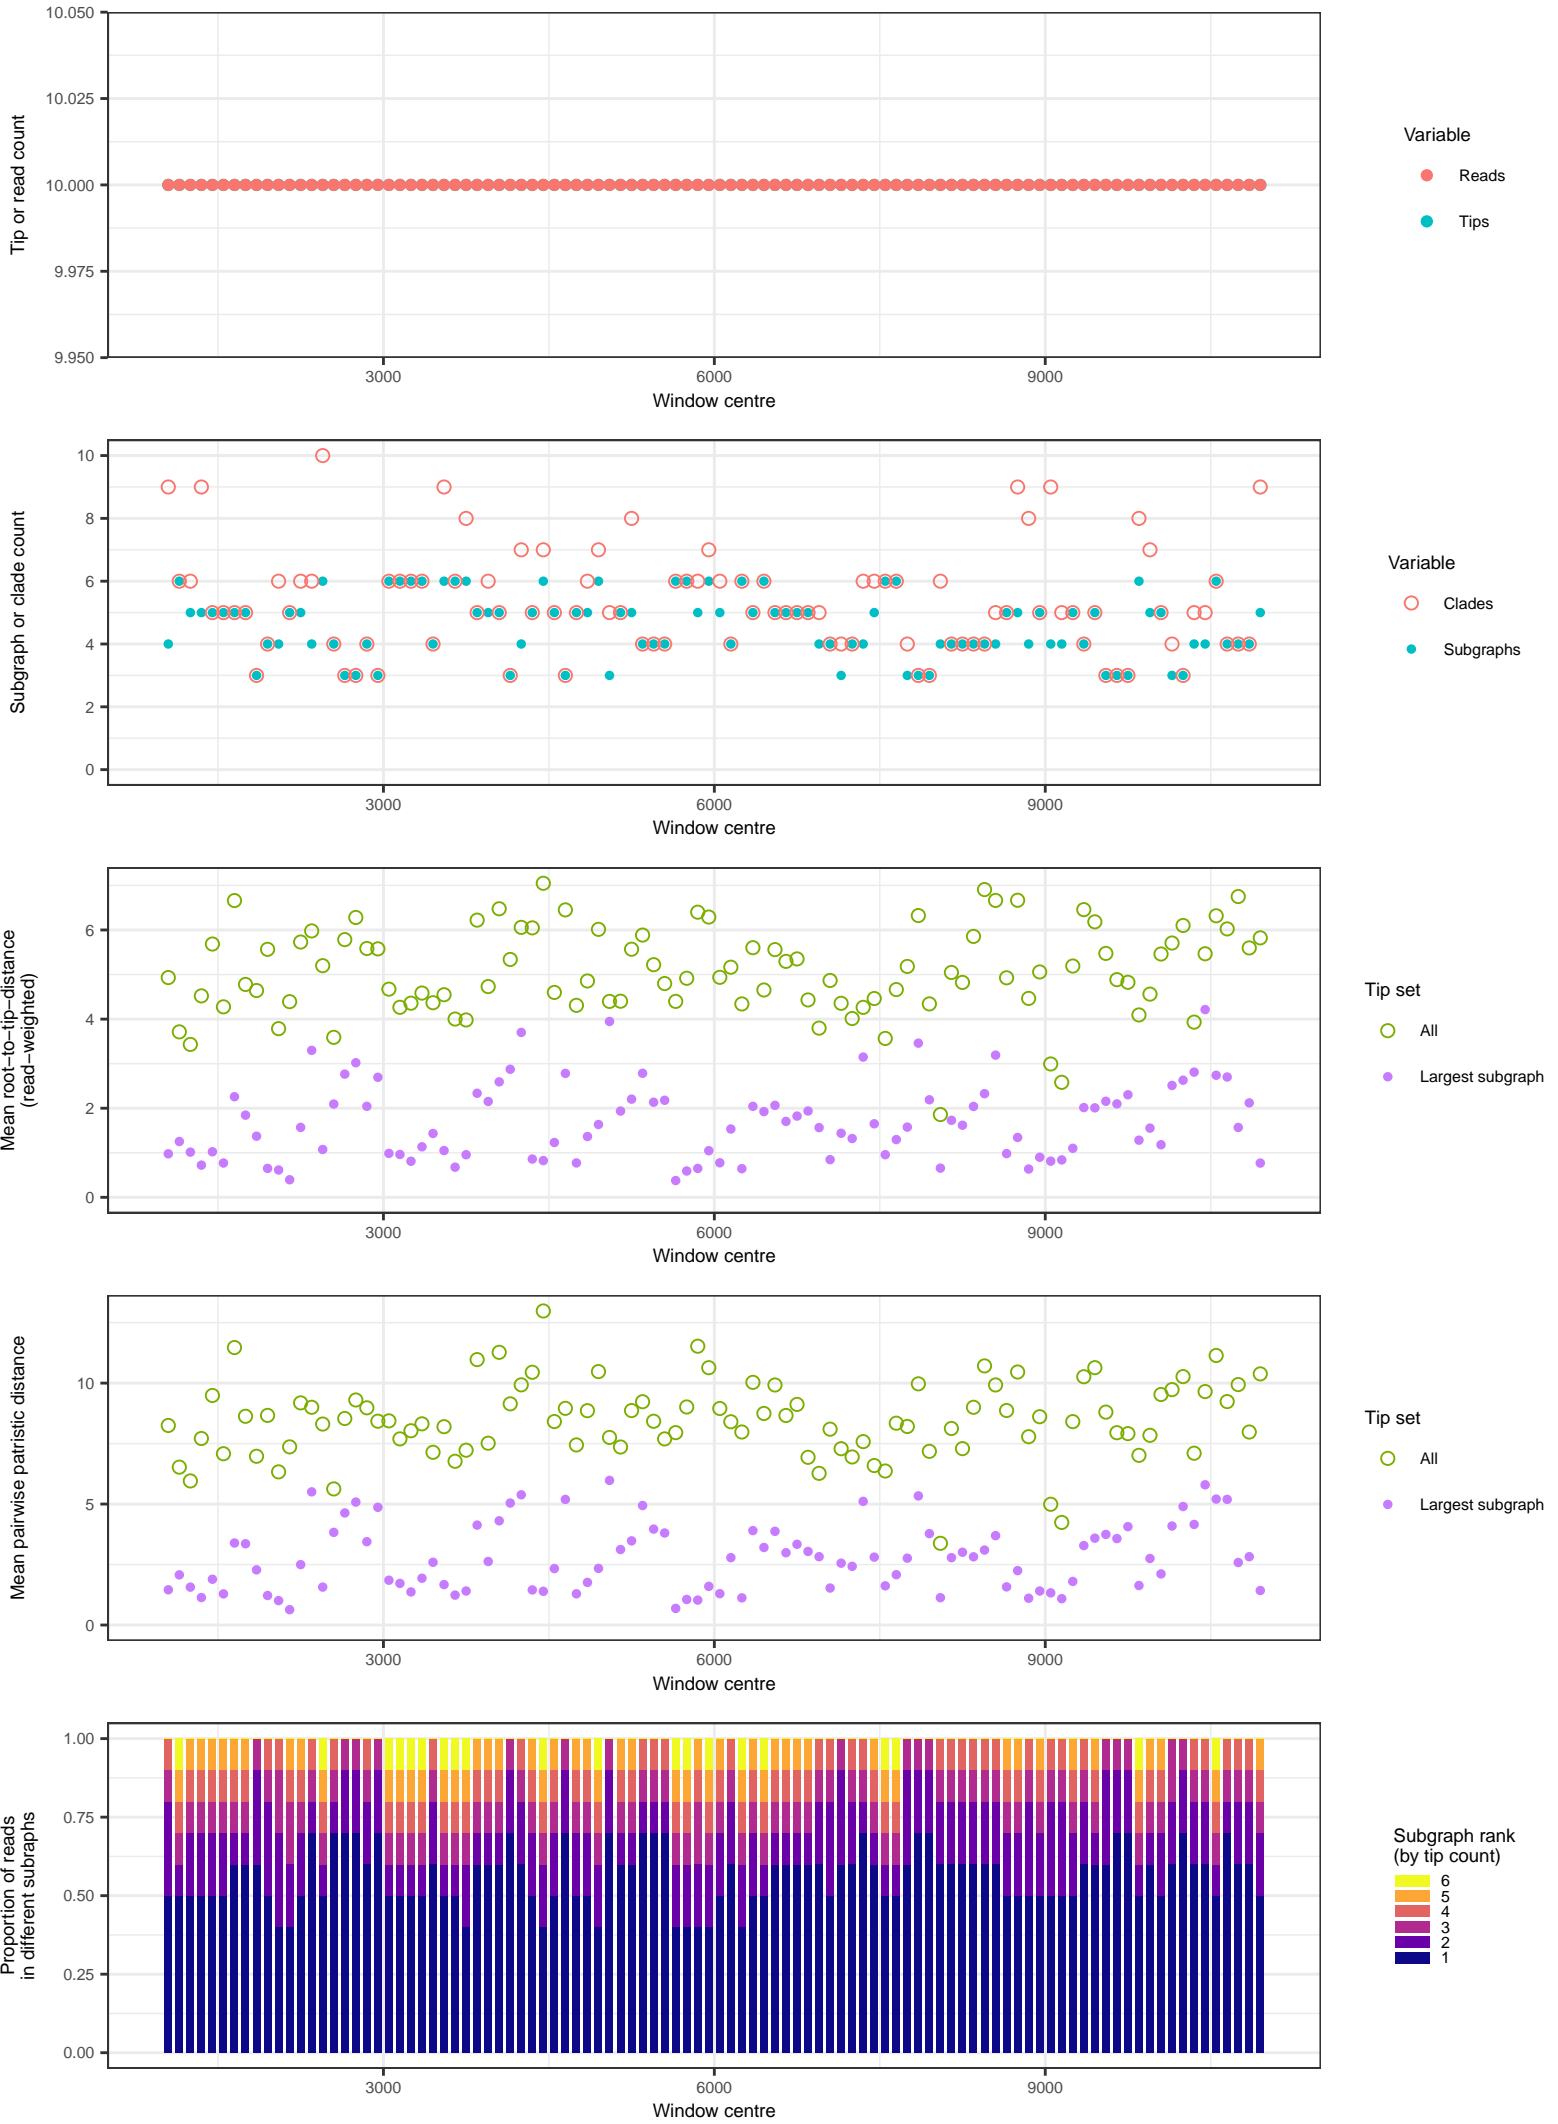 10.050
10.025
10.000
9.975
9.950
Tip or read count
3000 6000 9000
Window centre
Variable
Reads
Tips
10
8
6
4
2
0
Subgraph or clade count
3000 6000 9000
Window centre
Variable
Clades
Subgraphs
6
4
2
0
Mean root−to−tip−distance
(read−weighted)
3000 6000 9000
Window centre
Tip set
All
Largest subgraph
10
5
0
Mean pairwise patristic distance
3000 6000 9000
Window centre
Tip set
All
Largest subgraph
1.00
0.75
0.50
0.25
0.00
Proportion of reads
in different subraphs
3000 6000 9000
Window centre
Subgraph rank
(by tip count)
6
5
4
3
2
1